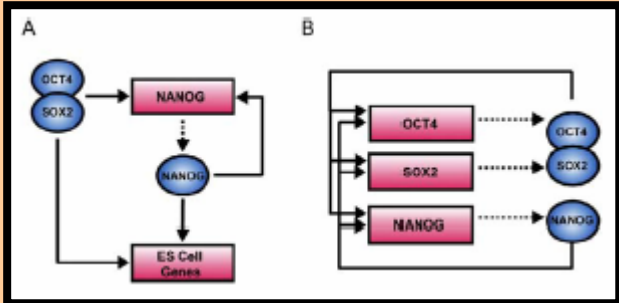 A
B
OCT4
SOX2
NANOG
NANOG
ES Cell
Genes
OCT4
SOX2
NANOG
OCT4
SOX2
NANOG